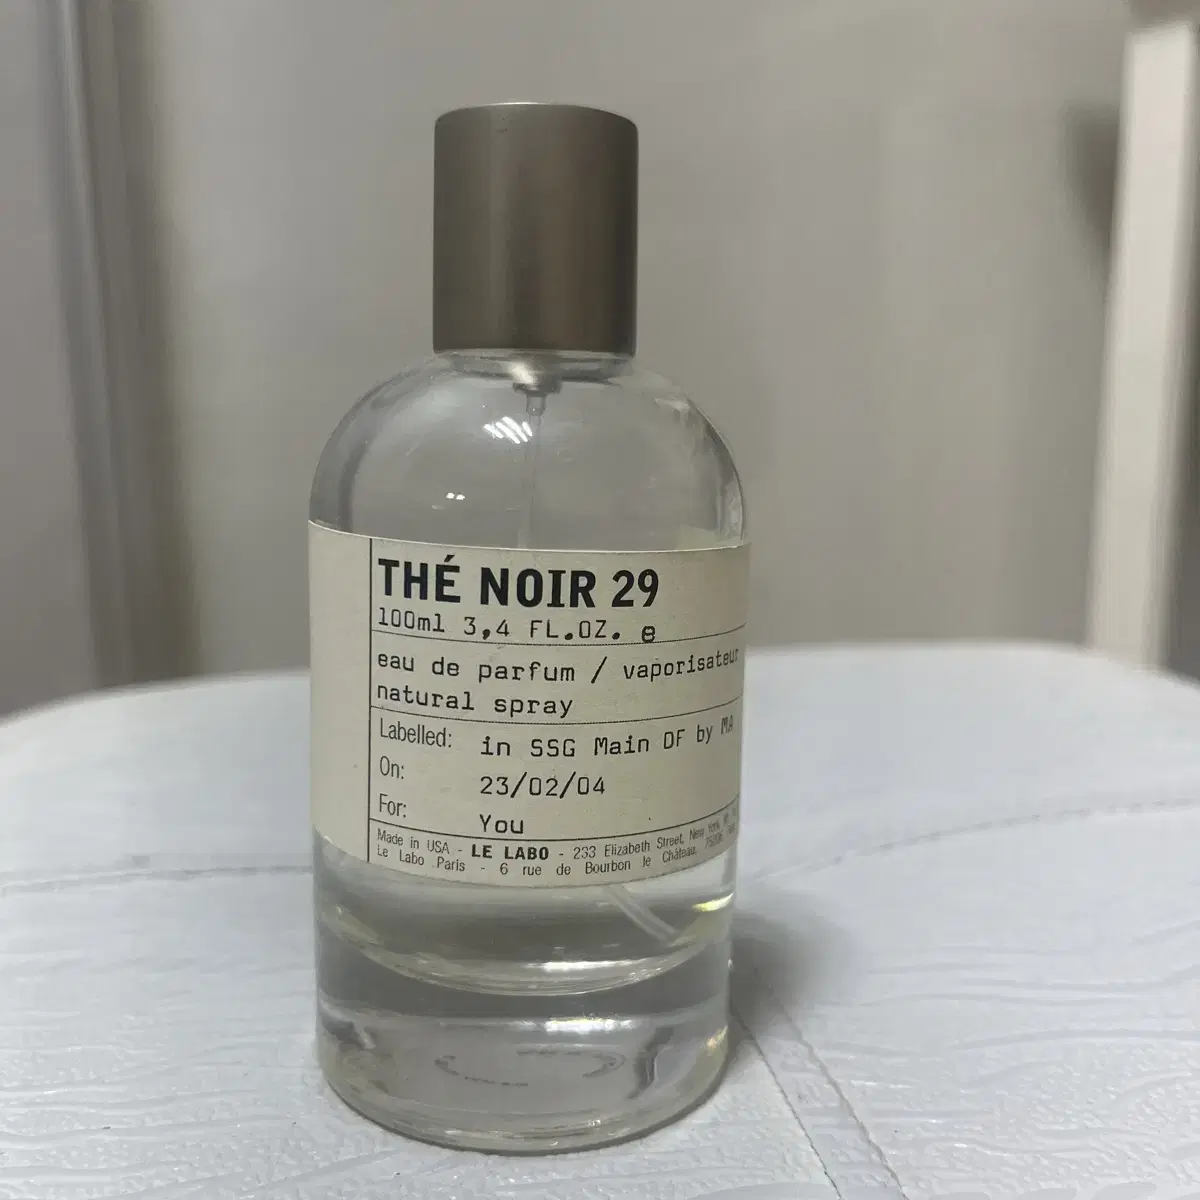 THÉ NOIR 29
100ml 3,4 FL.OZ. e
eau de parfum / vaporisateur
natural spray
Labelled: in SSG Main DF by MA
On: 23/02/04
For: You
Made in USA - LE LABO - 233 Elizabeth Street, New York,
Le Labo Paris - 6 rue de Bourbon le Château,